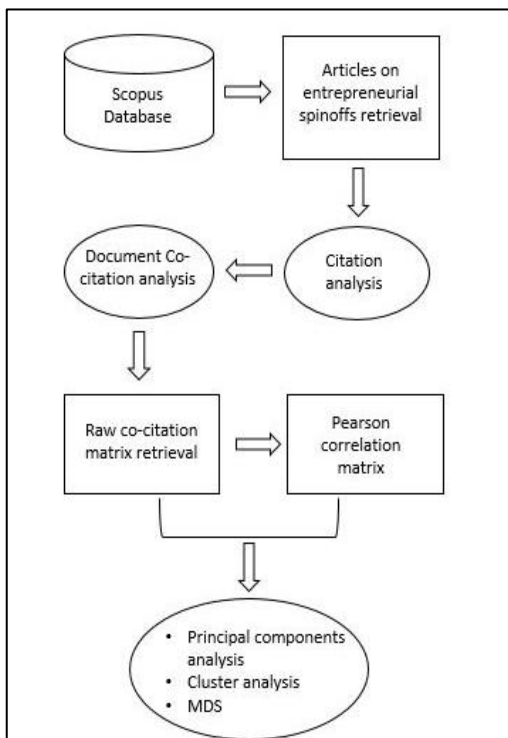 Scopus
Database
Articles on
entrepreneurial
spinoffs retrieval
Document Co-
citation analysis
Citation
analysis
Raw co-citation
matrix retrieval
Pearson
correlation
matrix
• Principal components
analysis
• Cluster analysis
• MDS